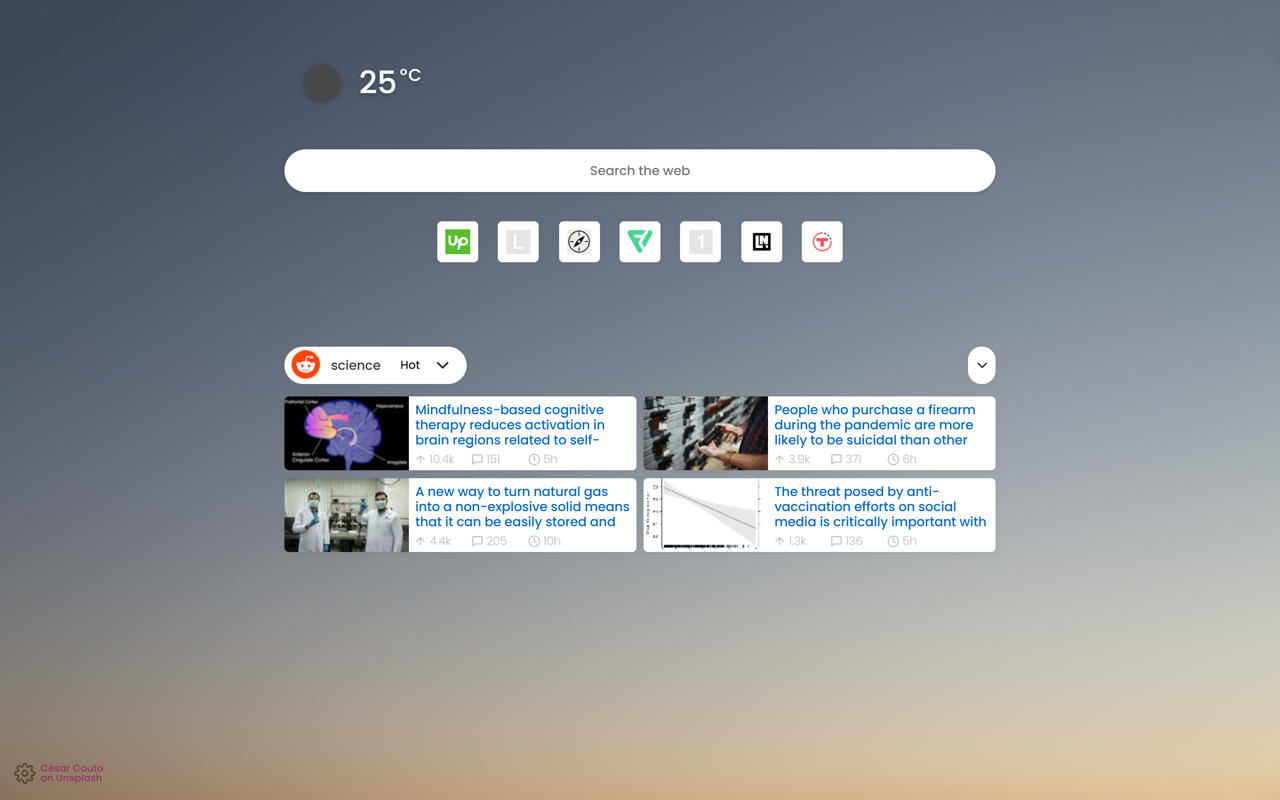 25 °C
Search the web
Up
L
1
LN
science Hot
Prefrontal Cortex
Hippocampus
Anterior
Cingulate Cortex
Amygdala
Mindfulness-based cognitive
therapy reduces activation in
brain regions related to self-
10.4k 151 5h
People who purchase a firearm
during the pandemic are more
likely to be suicidal than other
3.9k 371 6h
A new way to turn natural gas
into a non-explosive solid means
that it can be easily stored and
4.4k 205 10h
The threat posed by anti-
vaccination efforts on social
media is critically important with
1.3k 136 5h
César Couto
on Unsplash